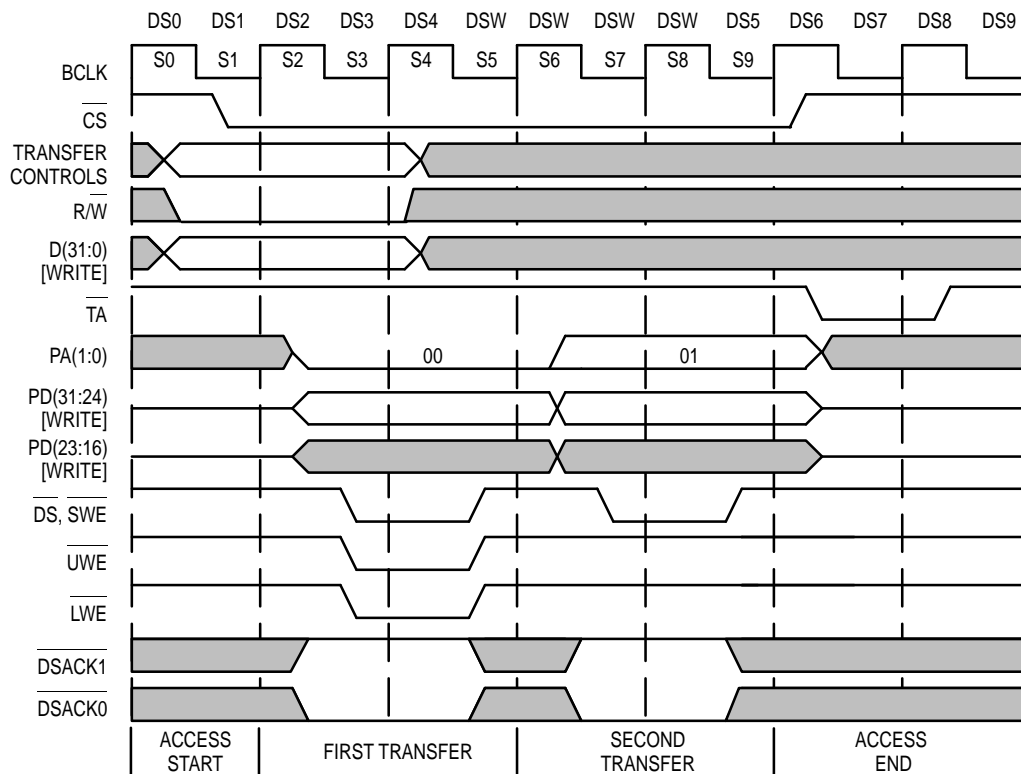 DS0 DS1 DS2 DS3 DS4 DSW DSW DSW DSW DS5 DS6 DS7 DS8 DS9
BCLK S0 S1 S2 S3 S4 S5 S6 S7 S8 S9
CS
TRANSFER
CONTROLS
R/W
D(31:0)
[WRITE]
TA
PA(1:0) 00 01
PD(31:24)
[WRITE]
PD(23:16)
[WRITE]
DS, SWE
UWE
LWE
DSACK1
DSACK0
ACCESS
START
FIRST TRANSFER
SECOND
TRANSFER
ACCESS
END